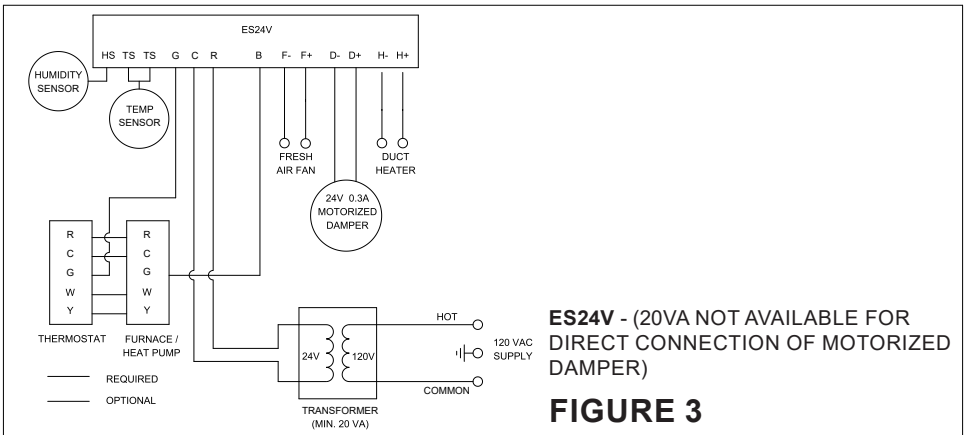 ES24V
HS TS TS G C R B F- F+ D- D+ H- H+
HUMIDITY
SENSOR
TEMP
SENSOR
FRESH
AIR FAN
DUCT
HEATER
24V 0.3A
MOTORIZED
DAMPER
R R
C C
G G
W W
Y Y
THERMOSTAT
FURNACE /
HEAT PUMP
REQUIRED
OPTIONAL
HOT
24V 120V
120 VAC
SUPPLY
COMMON
TRANSFORMER
(MIN. 20 VA)
ES24V - (20VA NOT AVAILABLE FOR
DIRECT CONNECTION OF MOTORIZED
DAMPER)
FIGURE 3